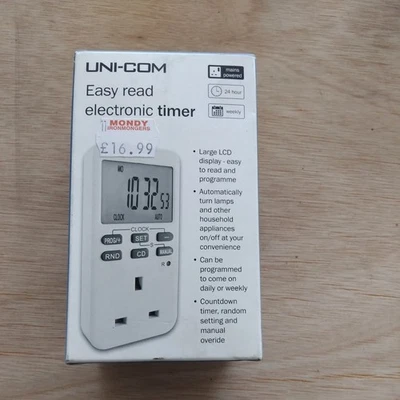 UNI-COM
Easy read
electronic timer
mains
powered
24 hour
weekly
MONDY
IRONMONGERS
£16.99
• Large LCD
display - easy
to read and
programme
• Automatically
turn lamps
and other
household
appliances
on/off at your
convenience
• Can be
programmed
to come on
daily or weekly
• Countdown
timer, random
setting and
manual
overide
MO
10:32 53
CLOCK
AUTO
CLOCK
PROG/+
SET
RND
CD
MANUAL